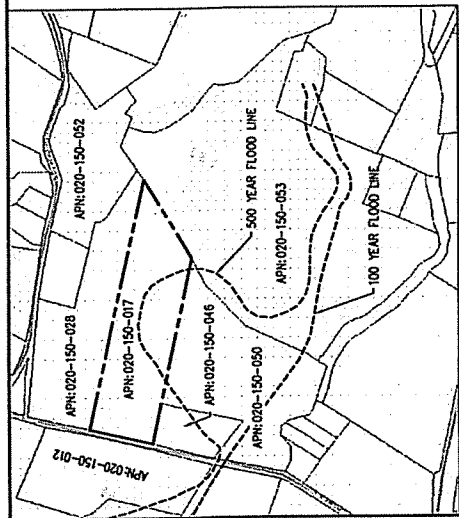 APN:020-150-052
APN:020-150-028
APN:020-150-017
APN:020-150-046
APN:020-150-050
APN:020-150-012
500 YEAR FLOOD LINE
APN:020-150-053
100 YEAR FLOOD LINE